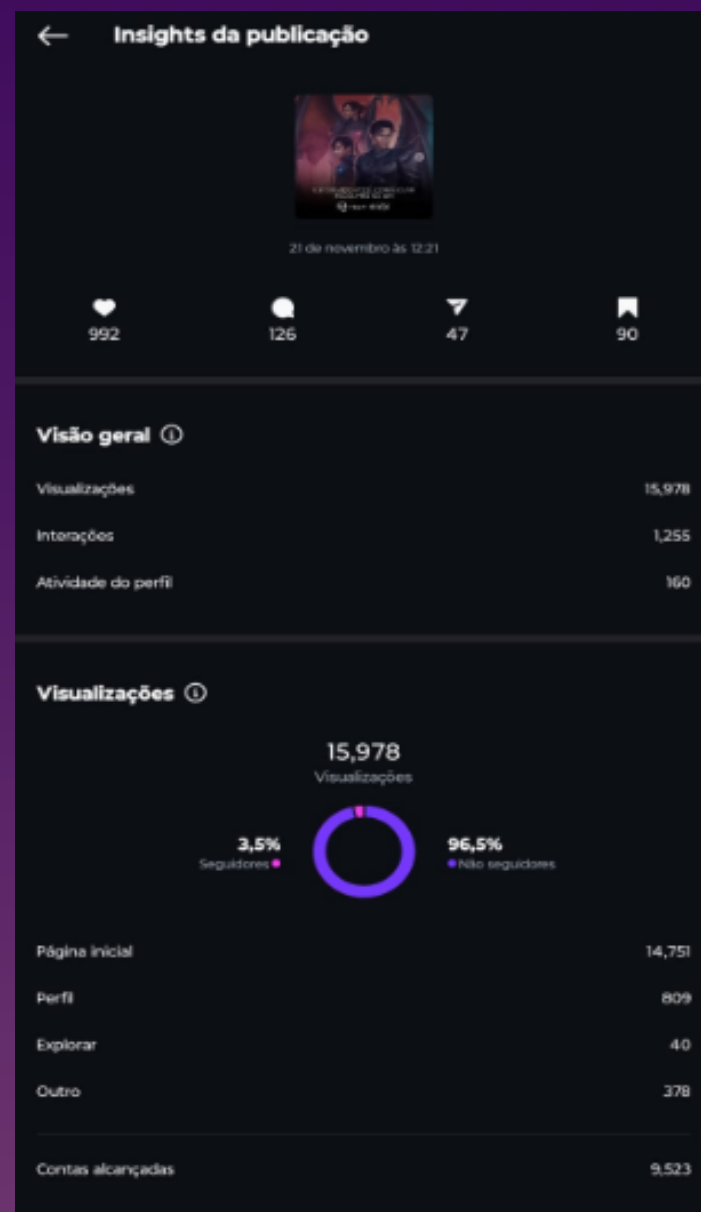 Insights da publicação
21 de novembro às 12:21
992 126 47 90
Visão geral
Visualizações 15,978
Interações 1,255
Atividade do perfil 160
Visualizações
15,978
Visualizações
3,5% 96,5%
Seguidores Não seguidores
Página inicial 14,751
Perfil 809
Explorar 40
Outro 378
Contas alcançadas 9,523